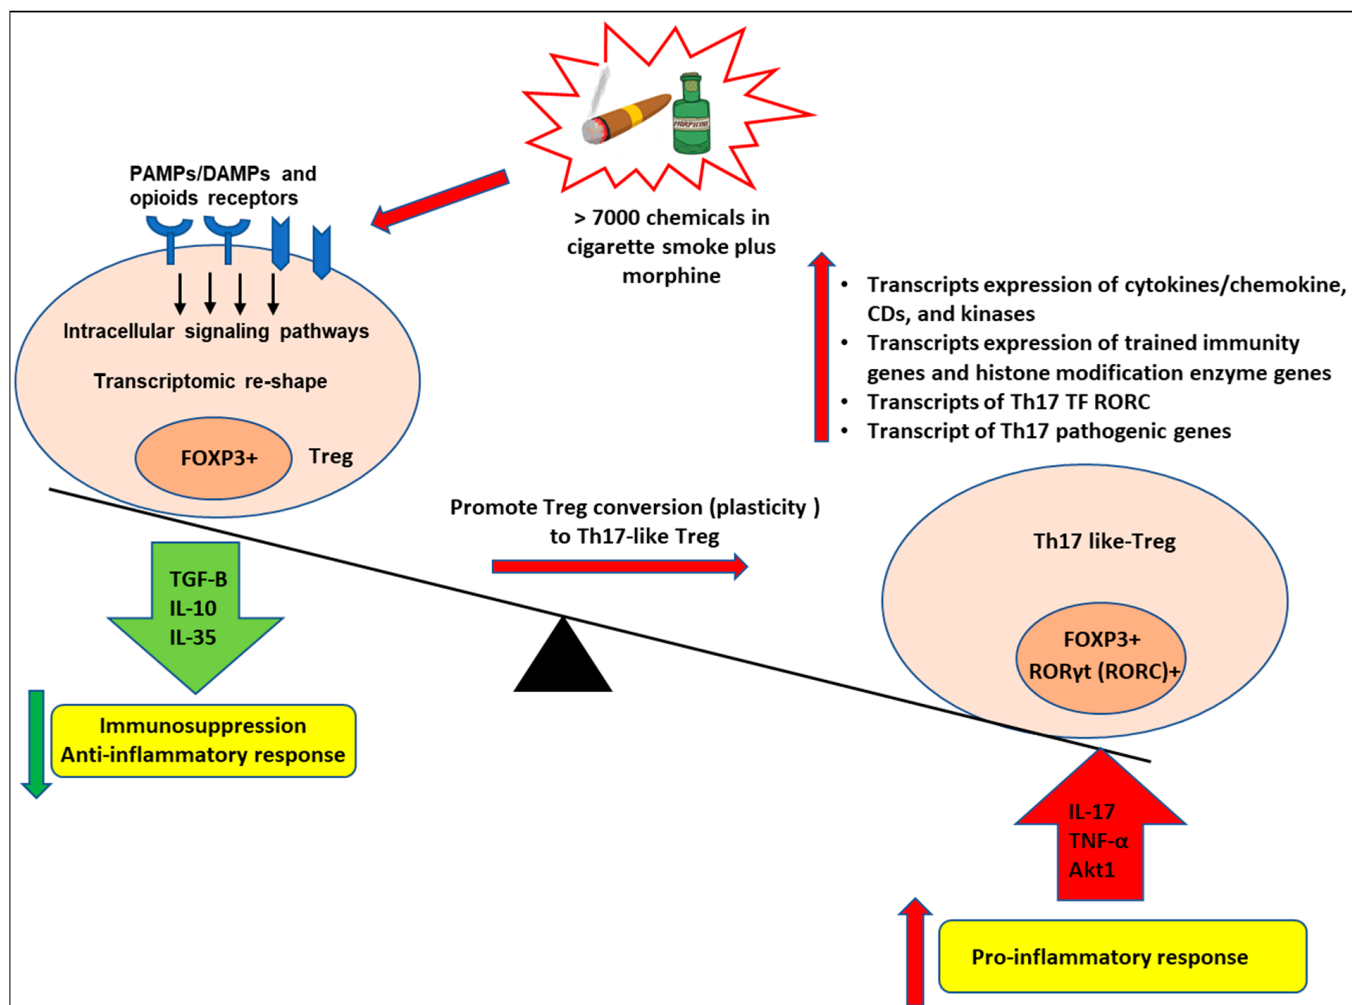 MORPHINE
PAMPs/DAMPs and
opioids receptors
> 7000 chemicals in
cigarette smoke plus
morphine
Intracellular signaling pathways
Transcriptomic re-shape
FOXP3+
Treg
• Transcripts expression of cytokines/chemokine,
CDs, and kinases
• Transcripts expression of trained immunity
genes and histone modification enzyme genes
• Transcripts of Th17 TF RORC
• Transcript of Th17 pathogenic genes
Promote Treg conversion (plasticity )
to Th17-like Treg
Th17 like-Treg
FOXP3+
RORγt (RORC)+
TGF-B
IL-10
IL-35
Immunosuppression
Anti-inflammatory response
IL-17
TNF-α
Akt1
Pro-inflammatory response